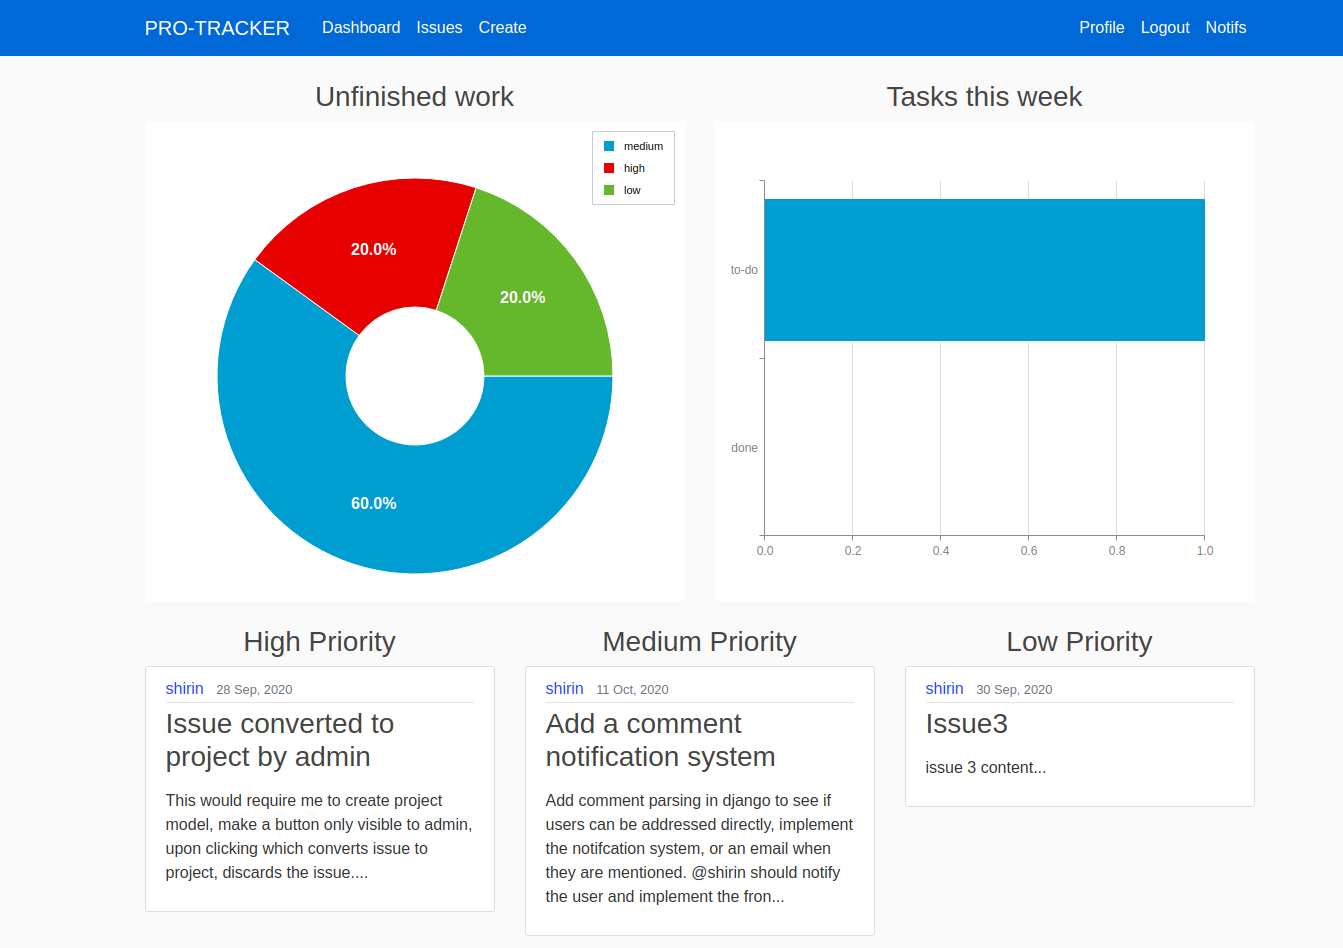 PRO-TRACKER Dashboard Issues Create Profile Logout Notifs
Unfinished work
medium
high
low
20.0%
20.0%
60.0%
Tasks this week
to-do
done
0.0 0.2 0.4 0.6 0.8 1.0
High Priority
shirin 28 Sep, 2020
Issue converted to
project by admin
This would require me to create project
model, make a button only visible to admin,
upon clicking which converts issue to
project, discards the issue....
Medium Priority
shirin 11 Oct, 2020
Add a comment
notification system
Add comment parsing in django to see if
users can be addressed directly, implement
the notifcation system, or an email when
they are mentioned. @shirin should notify
the user and implement the fron...
Low Priority
shirin 30 Sep, 2020
Issue3
issue 3 content...